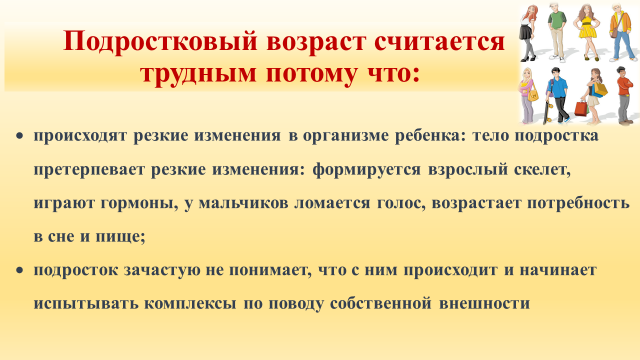 Подростковый возраст считается
трудным потому что:
• происходят резкие изменения в организме ребенка: тело подростка
претерпевает резкие изменения: формируется взрослый скелет,
играют гормоны, у мальчиков ломается голос, возрастает потребность
в сне и пище;
• подросток зачастую не понимает, что с ним происходит и начинает
испытывать комплексы по поводу собственной внешности